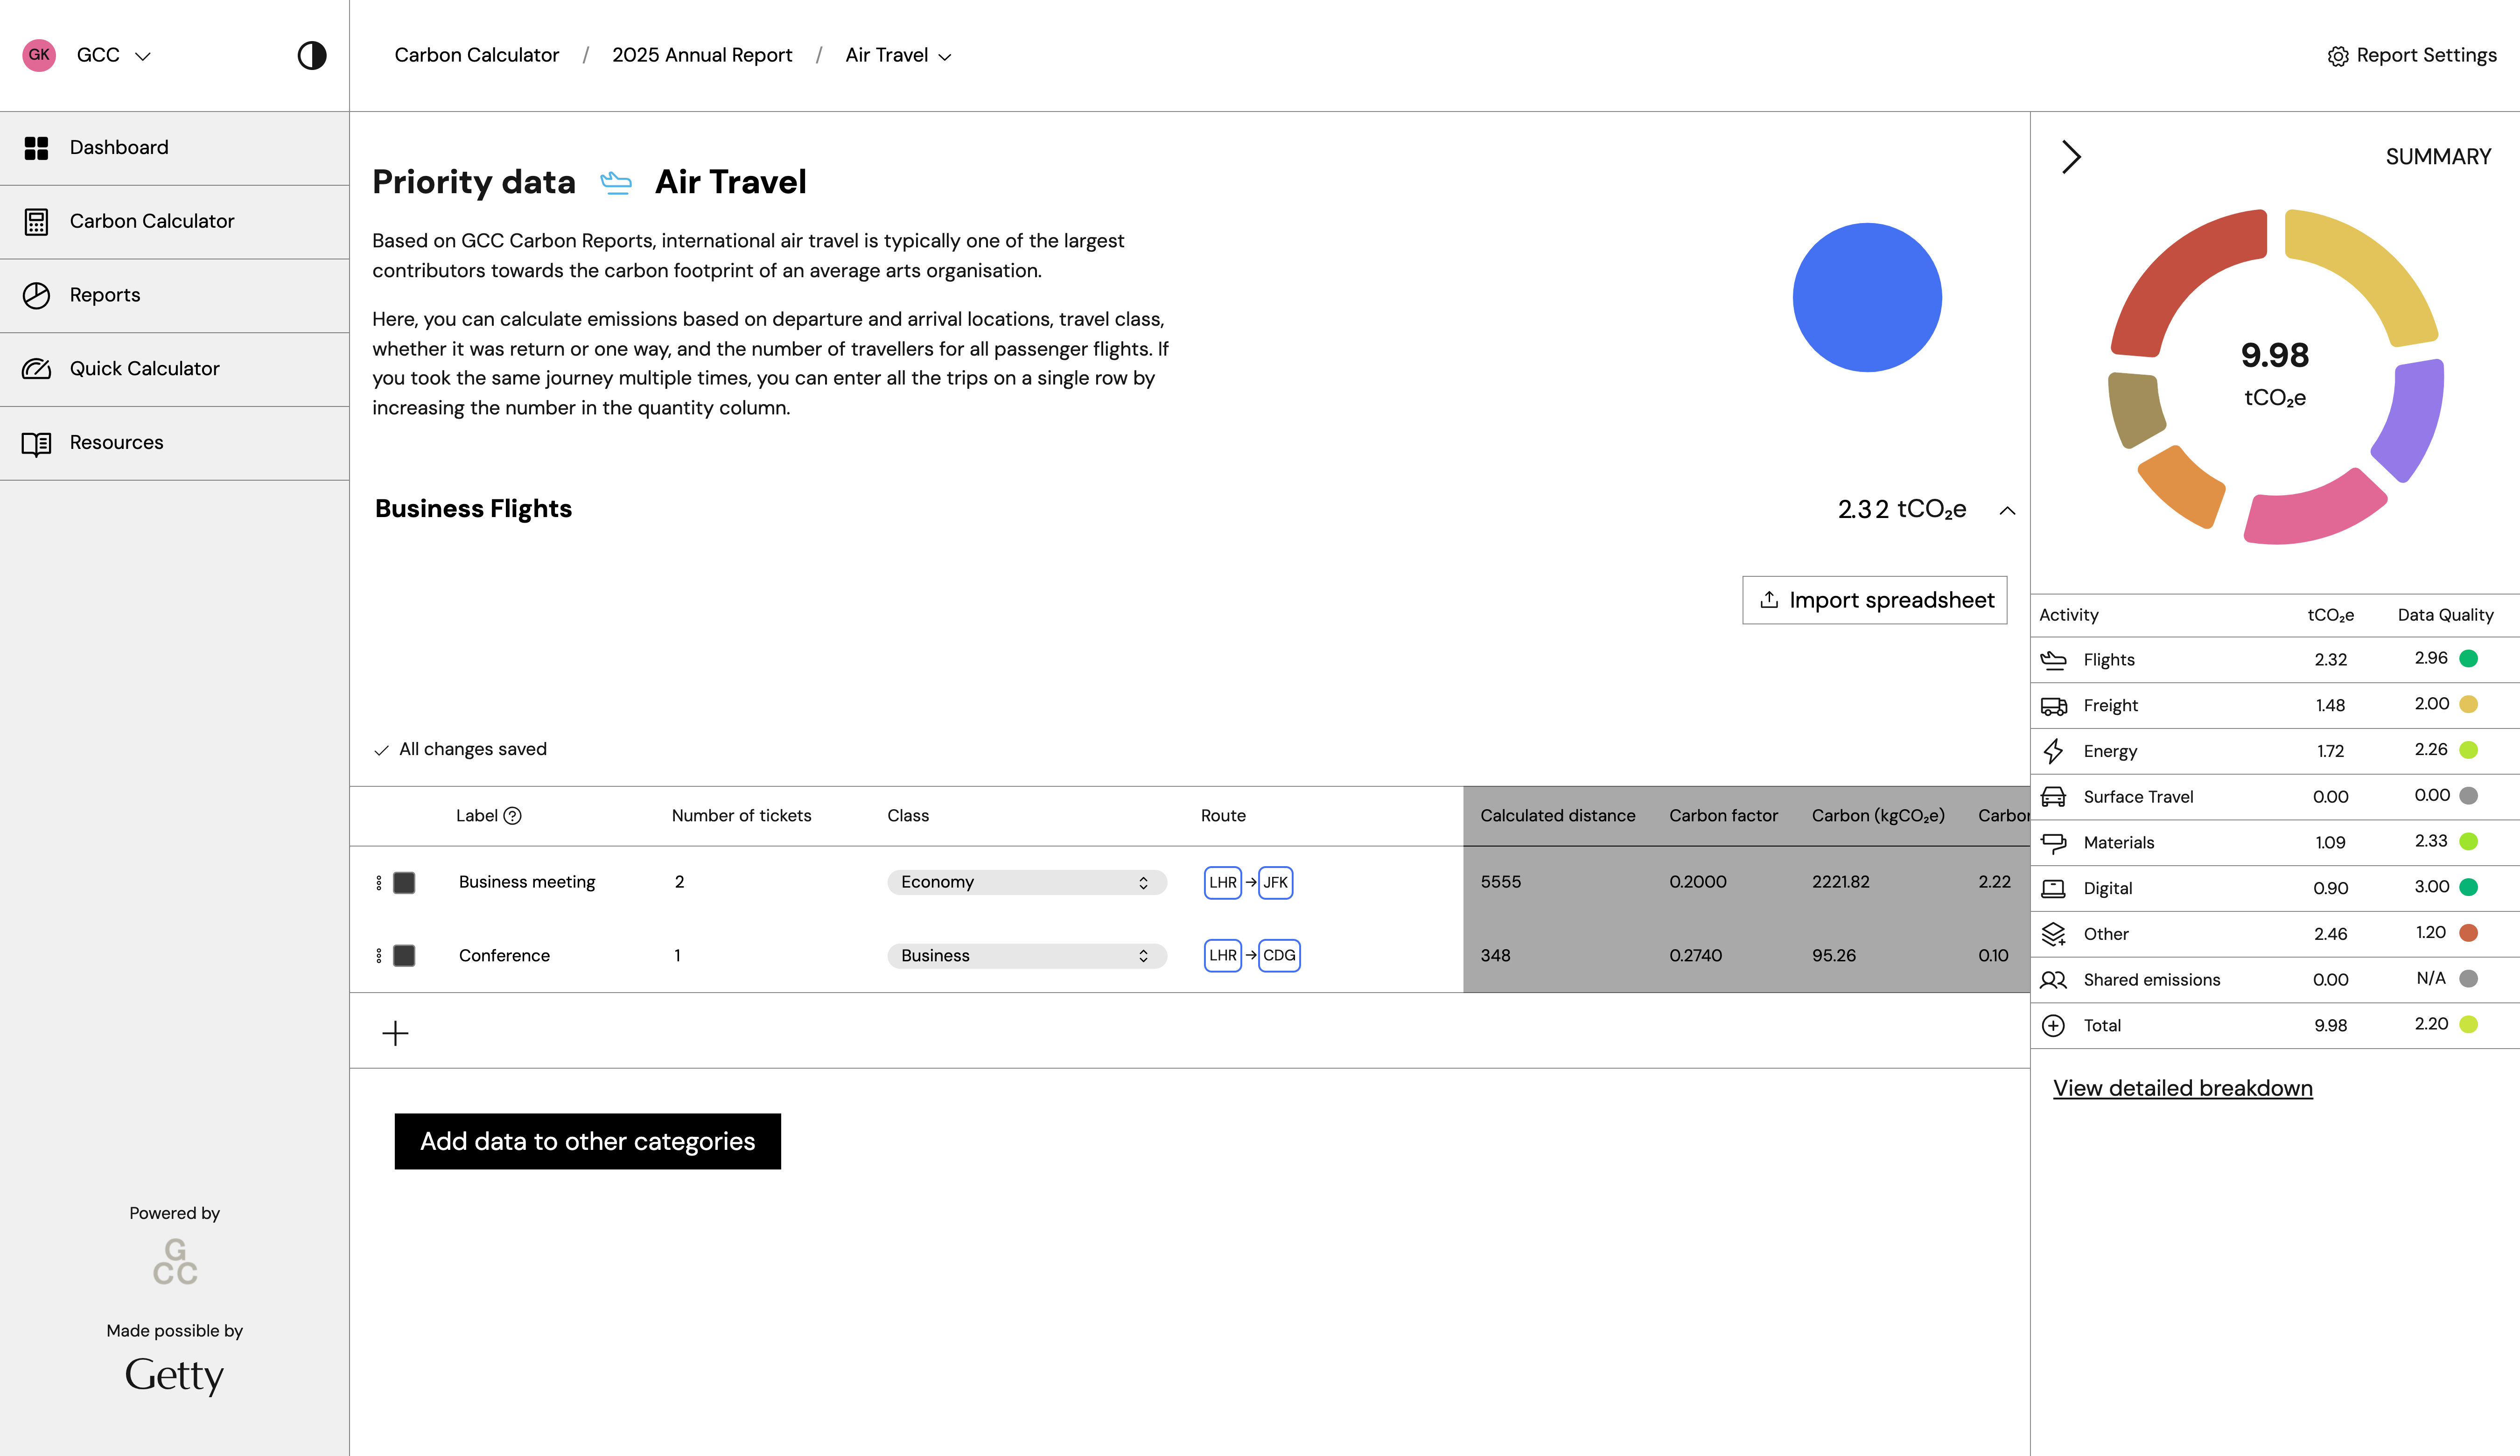 GK GCC
Carbon Calculator / 2025 Annual Report / Air Travel
Report Settings
Dashboard
Carbon Calculator
Reports
Quick Calculator
Resources
Powered by
G
CC
Made possible by
Getty
Priority data Air Travel
Based on GCC Carbon Reports, international air travel is typically one of the largest
contributors towards the carbon footprint of an average arts organisation.
Here, you can calculate emissions based on departure and arrival locations, travel class,
whether it was return or one way, and the number of travellers for all passenger flights. If
you took the same journey multiple times, you can enter all the trips on a single row by
increasing the number in the quantity column.
Business Flights 2.32 tCO₂e
Import spreadsheet
All changes saved
Label Number of tickets Class Route Calculated distance Carbon factor Carbon (kgCO₂e) Carbon
Business meeting 2 Economy LHR → JFK 5555 0.2000 2221.82 2.22
Conference 1 Business LHR → CDG 348 0.2740 95.26 0.10
Add data to other categories
SUMMARY
9.98
tCO₂e
Activity tCO₂e Data Quality
Flights 2.32 2.96
Freight 1.48 2.00
Energy 1.72 2.26
Surface Travel 0.00 0.00
Materials 1.09 2.33
Digital 0.90 3.00
Other 2.46 1.20
Shared emissions 0.00 N/A
Total 9.98 2.20
View detailed breakdown